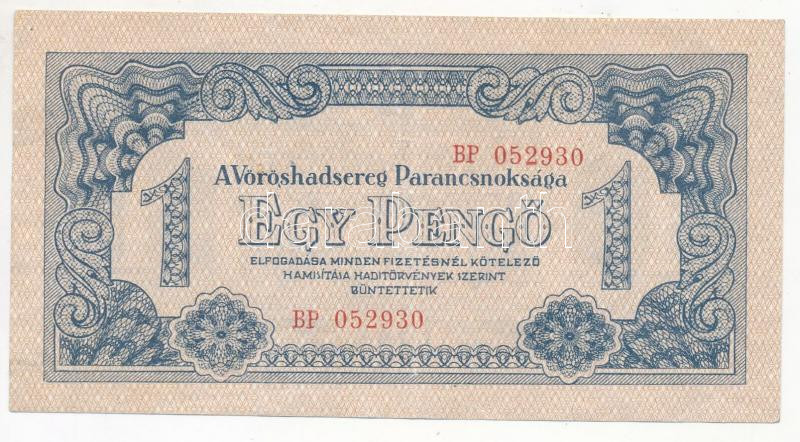 BP 052930
A Vöröshadsereg Parancsnoksága
1 EGY PENGŐ 1
ELFOGADÁSA MINDEN FIZETÉSNÉL KÖTELEZŐ
HAMISÍTÁSA HADITÖRVÉNYEK SZERINT
BÜNTETTETIK
BP 052930